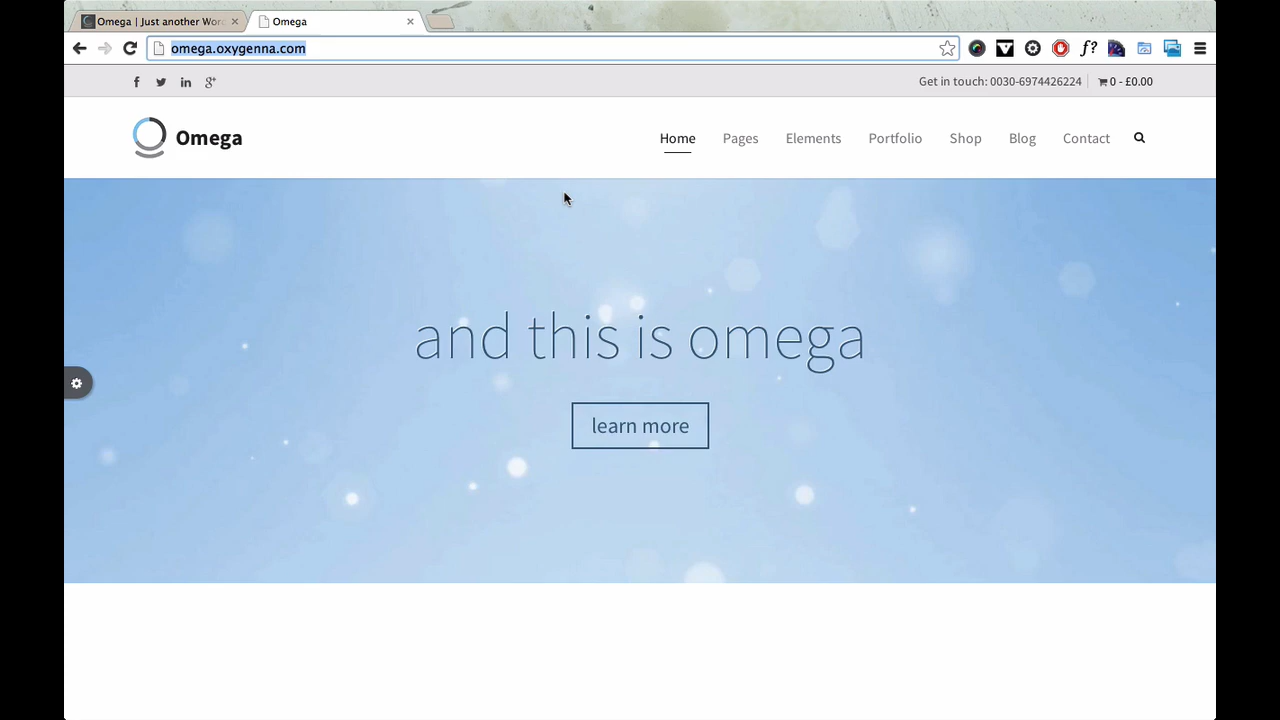 Omega | Just another Wor
Omega
omega.oxygenna.com
f?
Get in touch: 0030-6974426224
0 - £0.00
Omega
Home Pages Elements Portfolio Shop Blog Contact
and this is omega
learn more